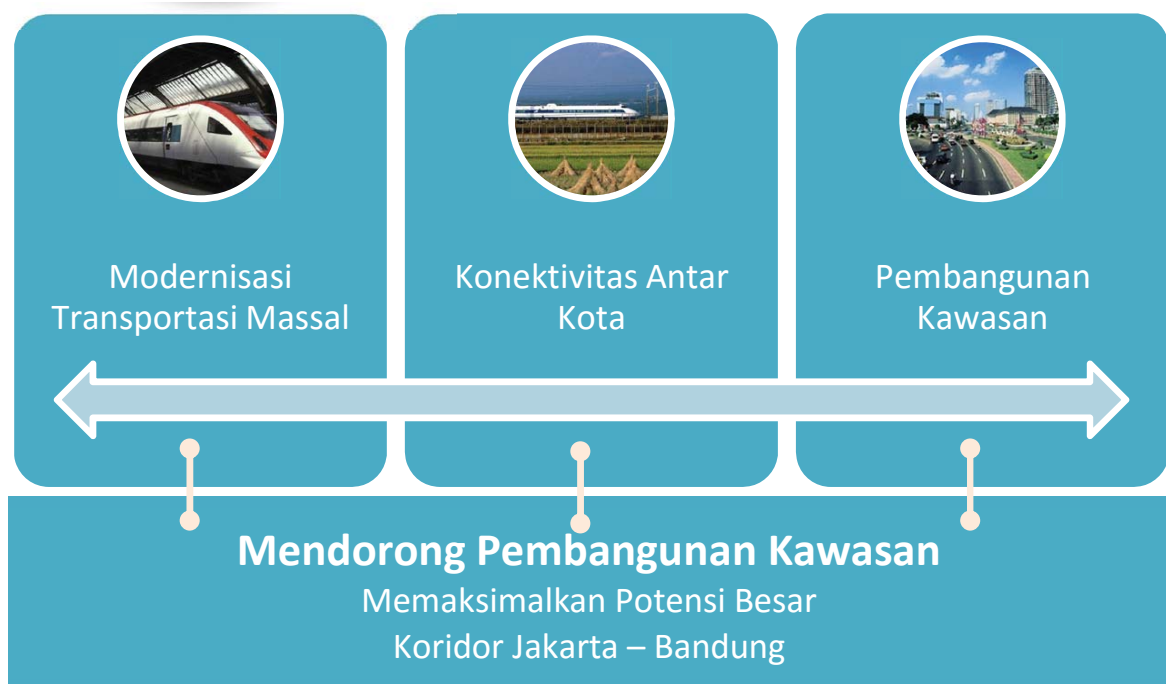 Modernisasi
Transportasi Massal
Konektivitas Antar
Kota
Pembangunan
Kawasan
Mendorong Pembangunan Kawasan
Memaksimalkan Potensi Besar
Koridor Jakarta – Bandung